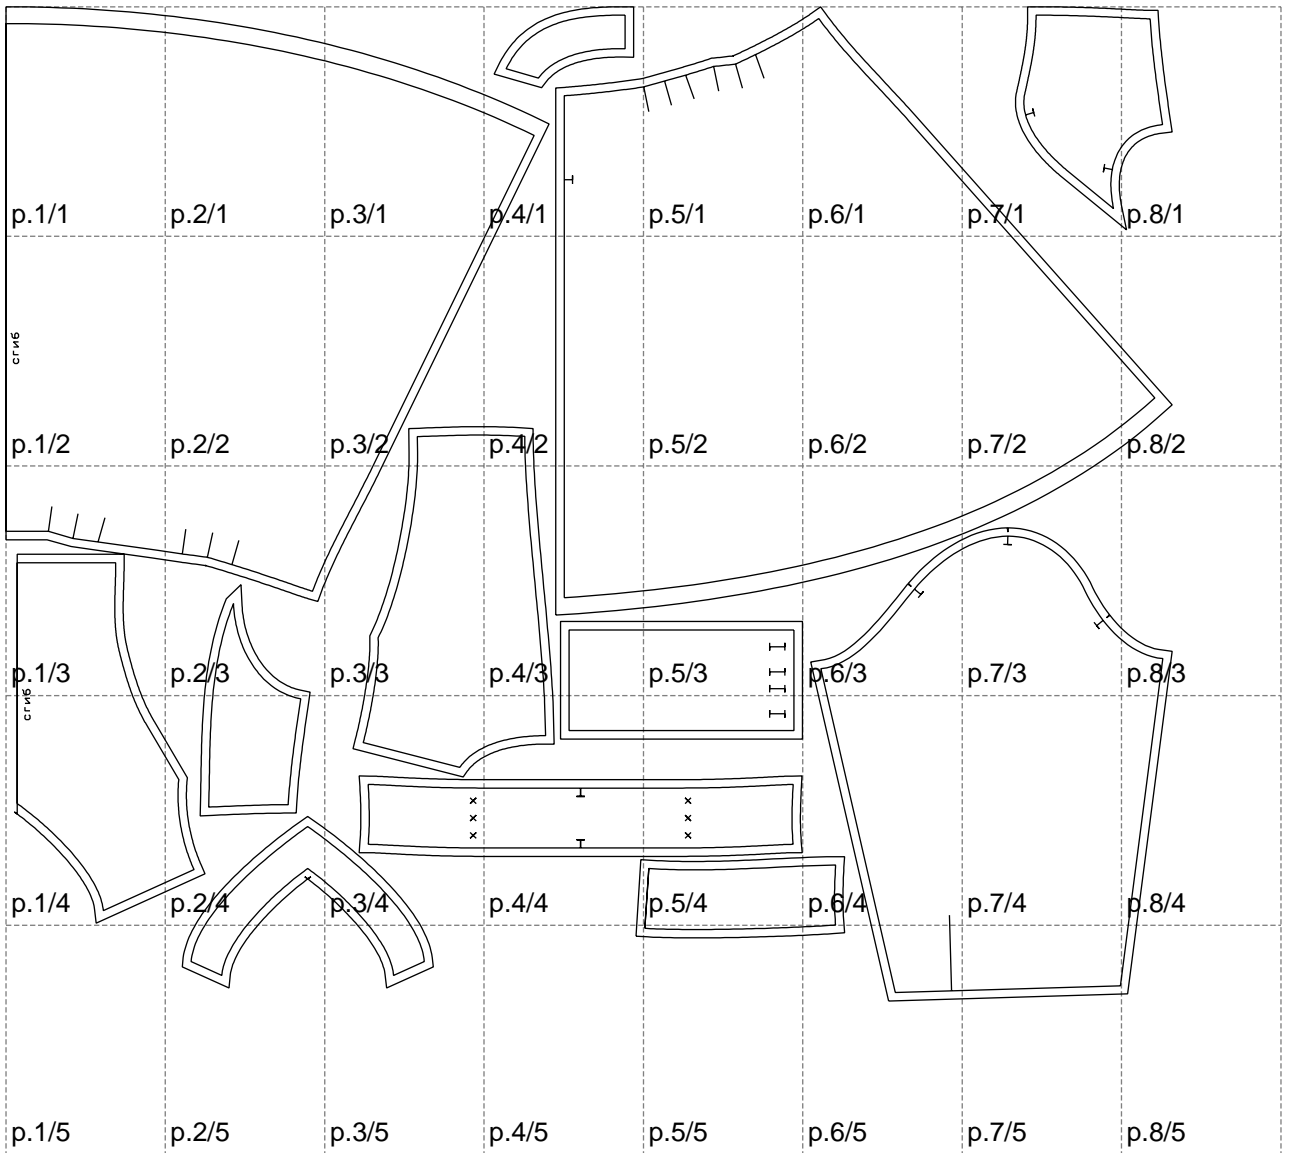 p.1/1 p.2/1 p.3/1 p.4/1 p.5/1 p.6/1 p.7/1 p.8/1
сгиб
p.1/2 p.2/2 p.3/2 p.4/2 p.5/2 p.6/2 p.7/2 p.8/2
p.1/3 p.2/3 p.3/3 p.4/3 p.5/3 p.6/3 p.7/3 p.8/3
сгиб
p.1/4 p.2/4 p.3/4 p.4/4 p.5/4 p.6/4 p.7/4 p.8/4
p.1/5 p.2/5 p.3/5 p.4/5 p.5/5 p.6/5 p.7/5 p.8/5